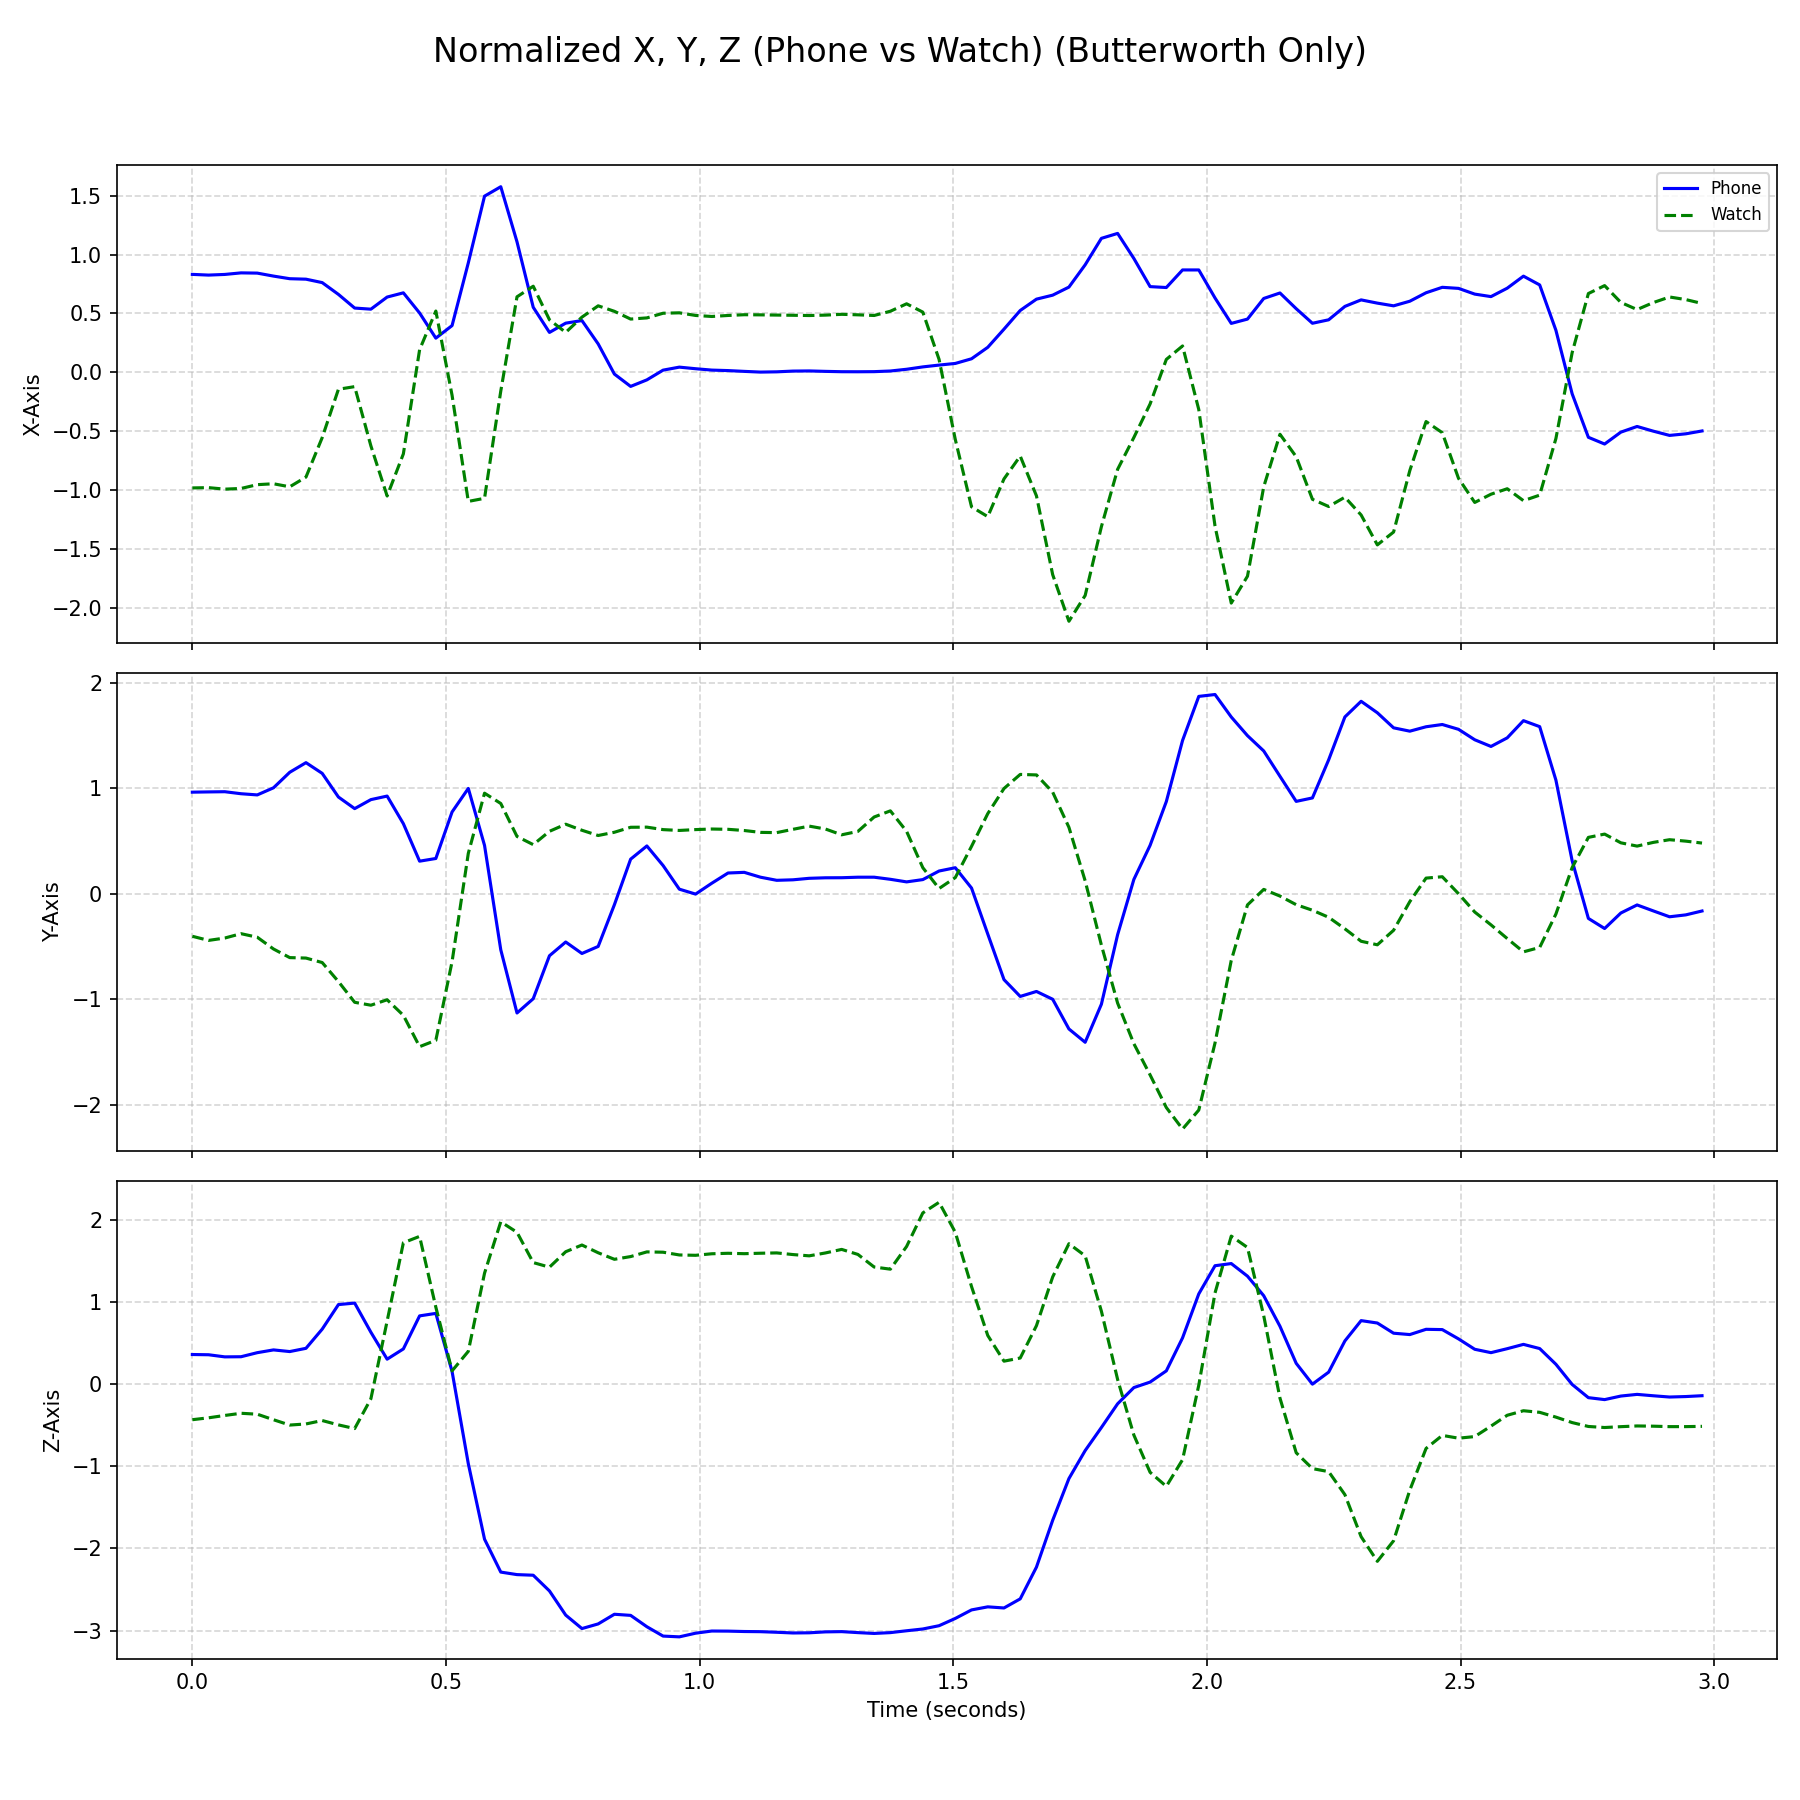 Normalized X, Y, Z (Phone vs Watch) (Butterworth Only)
Phone
Watch
1.5
1.0
0.5
0.0
−0.5
−1.0
−1.5
−2.0
X-Axis
2
1
0
−1
−2
Y-Axis
2
1
0
−1
−2
−3
Z-Axis
0.0 0.5 1.0 1.5 2.0 2.5 3.0
Time (seconds)